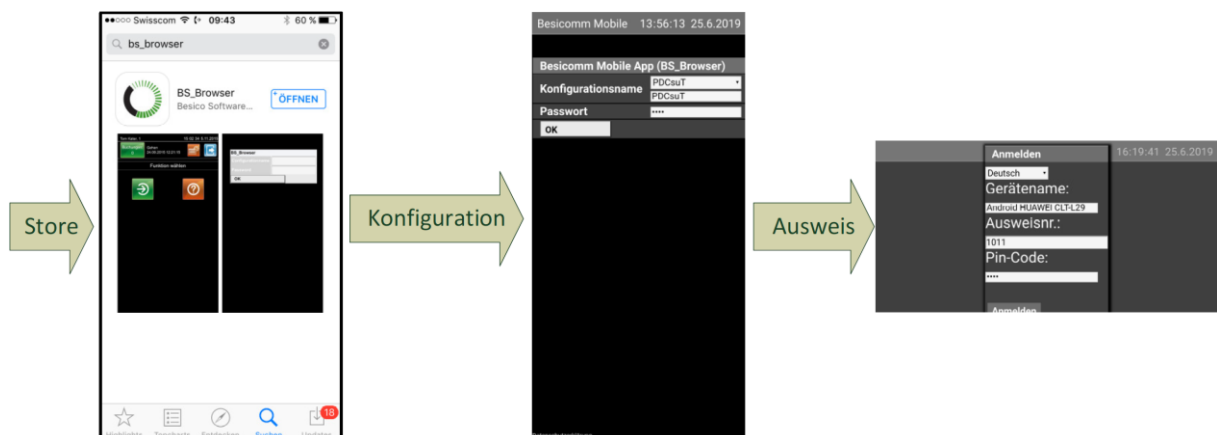 Store
●●○○○ Swisscom 09:43 60 %
bs_browser
BS_Browser
Besico Software...
+ÖFFNEN
Funktion wählen
BS_Browser
OK
Suchen
18
Konfiguration
Besicomm Mobile 13:56:13 25.6.2019
Besicomm Mobile App (BS_Browser)
Konfigurationsname PDCsuT
PDCsuT
Passwort ••••
OK
Ausweis
Anmelden 16:19:41 25.6.2019
Deutsch
Gerätename:
Android HUAWEI CLT-L29
Ausweisnr.:
1011
Pin-Code:
••••
Anmelden